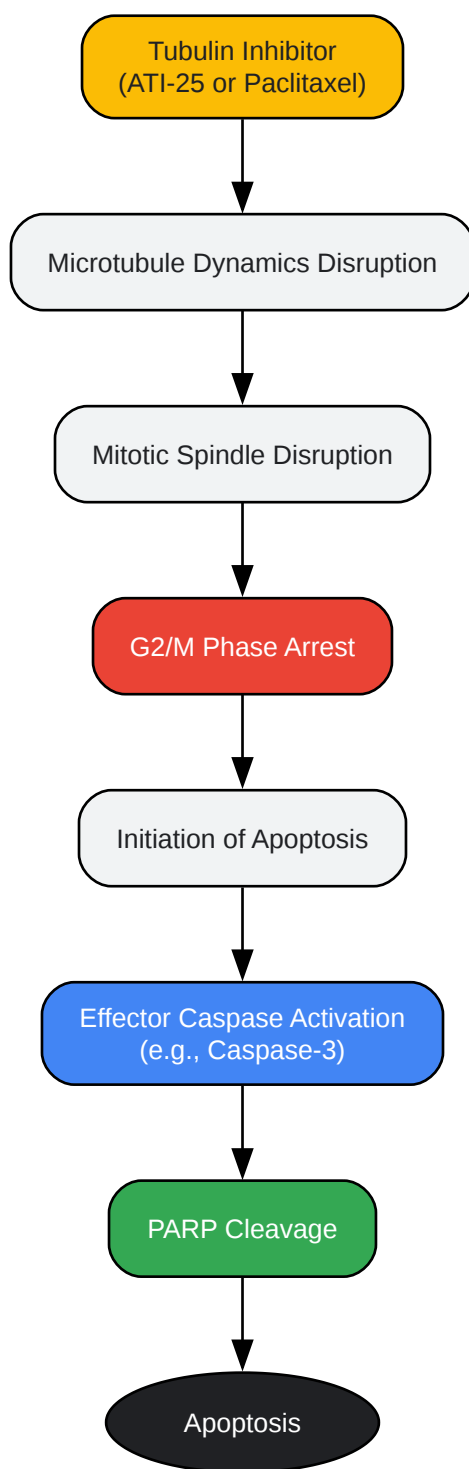 Tubulin Inhibitor
(ATI-25 or Paclitaxel)
Microtubule Dynamics Disruption
Mitotic Spindle Disruption
G2/M Phase Arrest
Initiation of Apoptosis
Effector Caspase Activation
(e.g., Caspase-3)
PARP Cleavage
Apoptosis